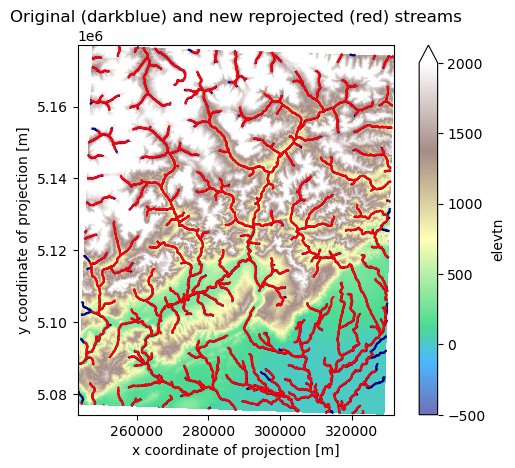 Original (darkblue) and new reprojected (red) streams
1e6
5.16
5.14
5.12
5.10
5.08
y coordinate of projection [m]
260000 280000 300000 320000
x coordinate of projection [m]
2000
1500
1000
500
0
−500
elevtn